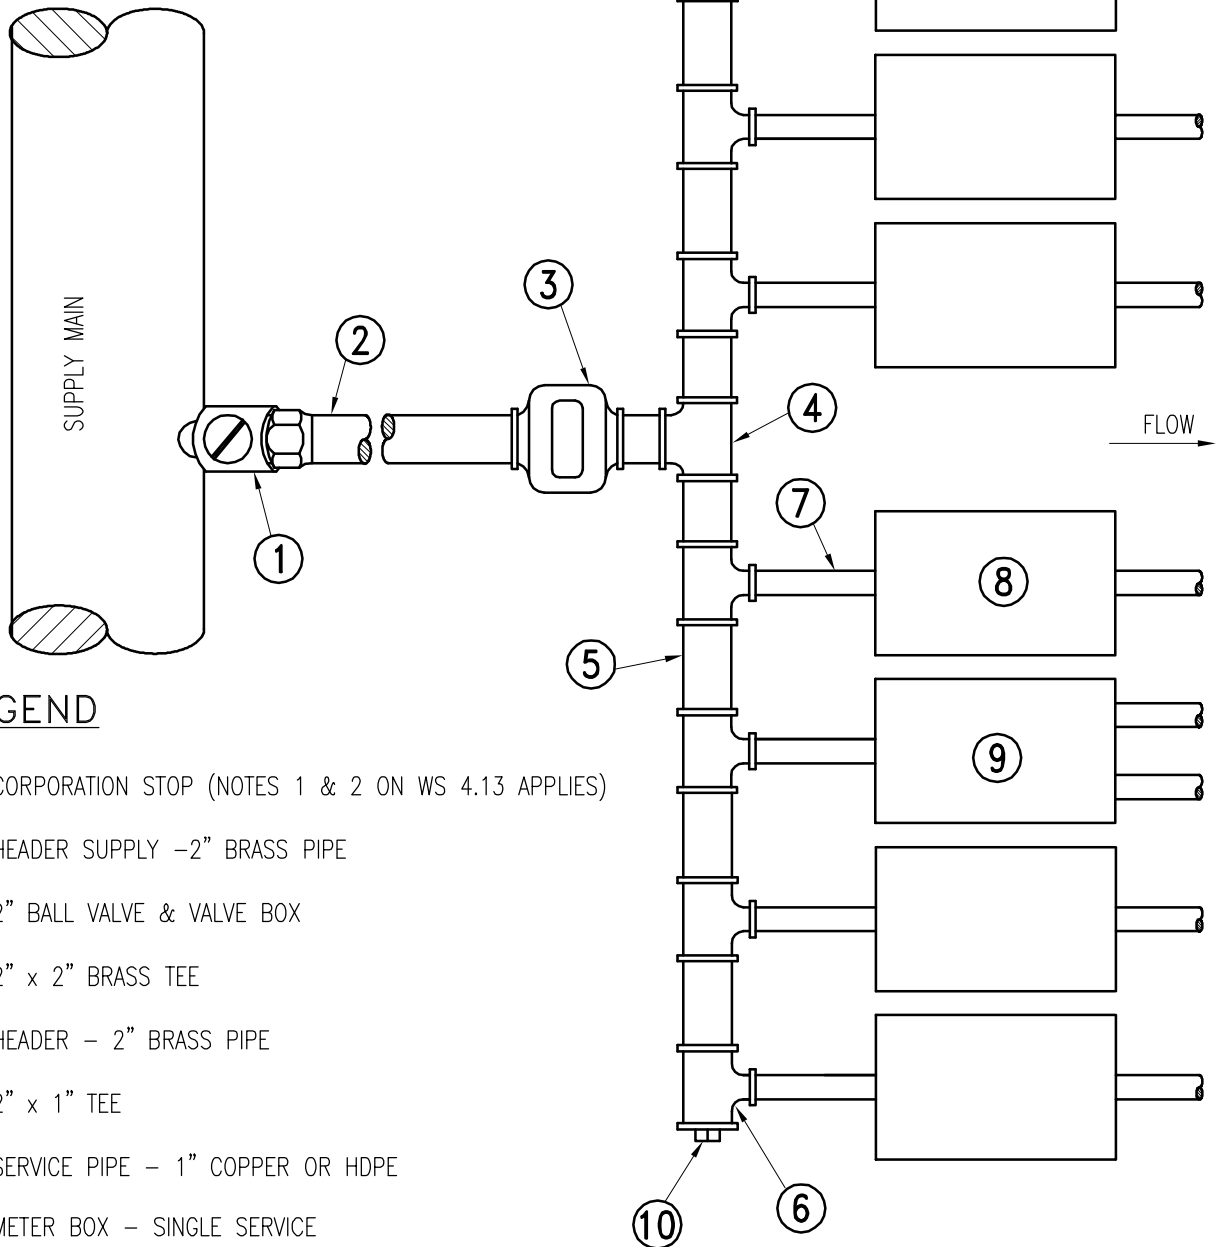 SUPPLY MAIN
3
2
4
FLOW
7
1
8
5
GEND
9
CORPORATION STOP (NOTES 1 & 2 ON WS 4.13 APPLIES)
HEADER SUPPLY –2” BRASS PIPE
2” BALL VALVE & VALVE BOX
2” x 2” BRASS TEE
HEADER – 2” BRASS PIPE
2” x 1” TEE
SERVICE PIPE – 1” COPPER OR HDPE
6
10
METER BOX – SINGLE SERVICE